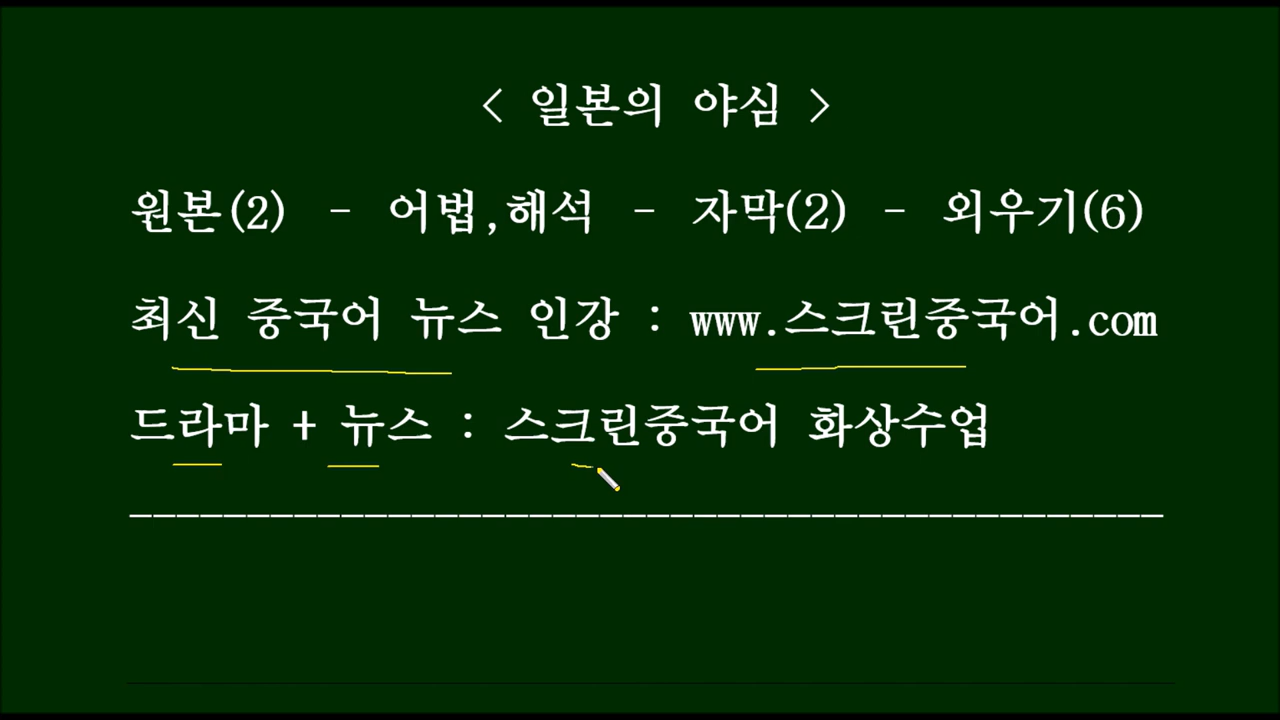 < 일본의 야심 >
원본(2) - 어법,해석 - 자막(2) - 외우기(6)
최신 중국어 뉴스 인강 : www.스크린중국어.com
드라마 + 뉴스 : 스크린중국어 화상수업